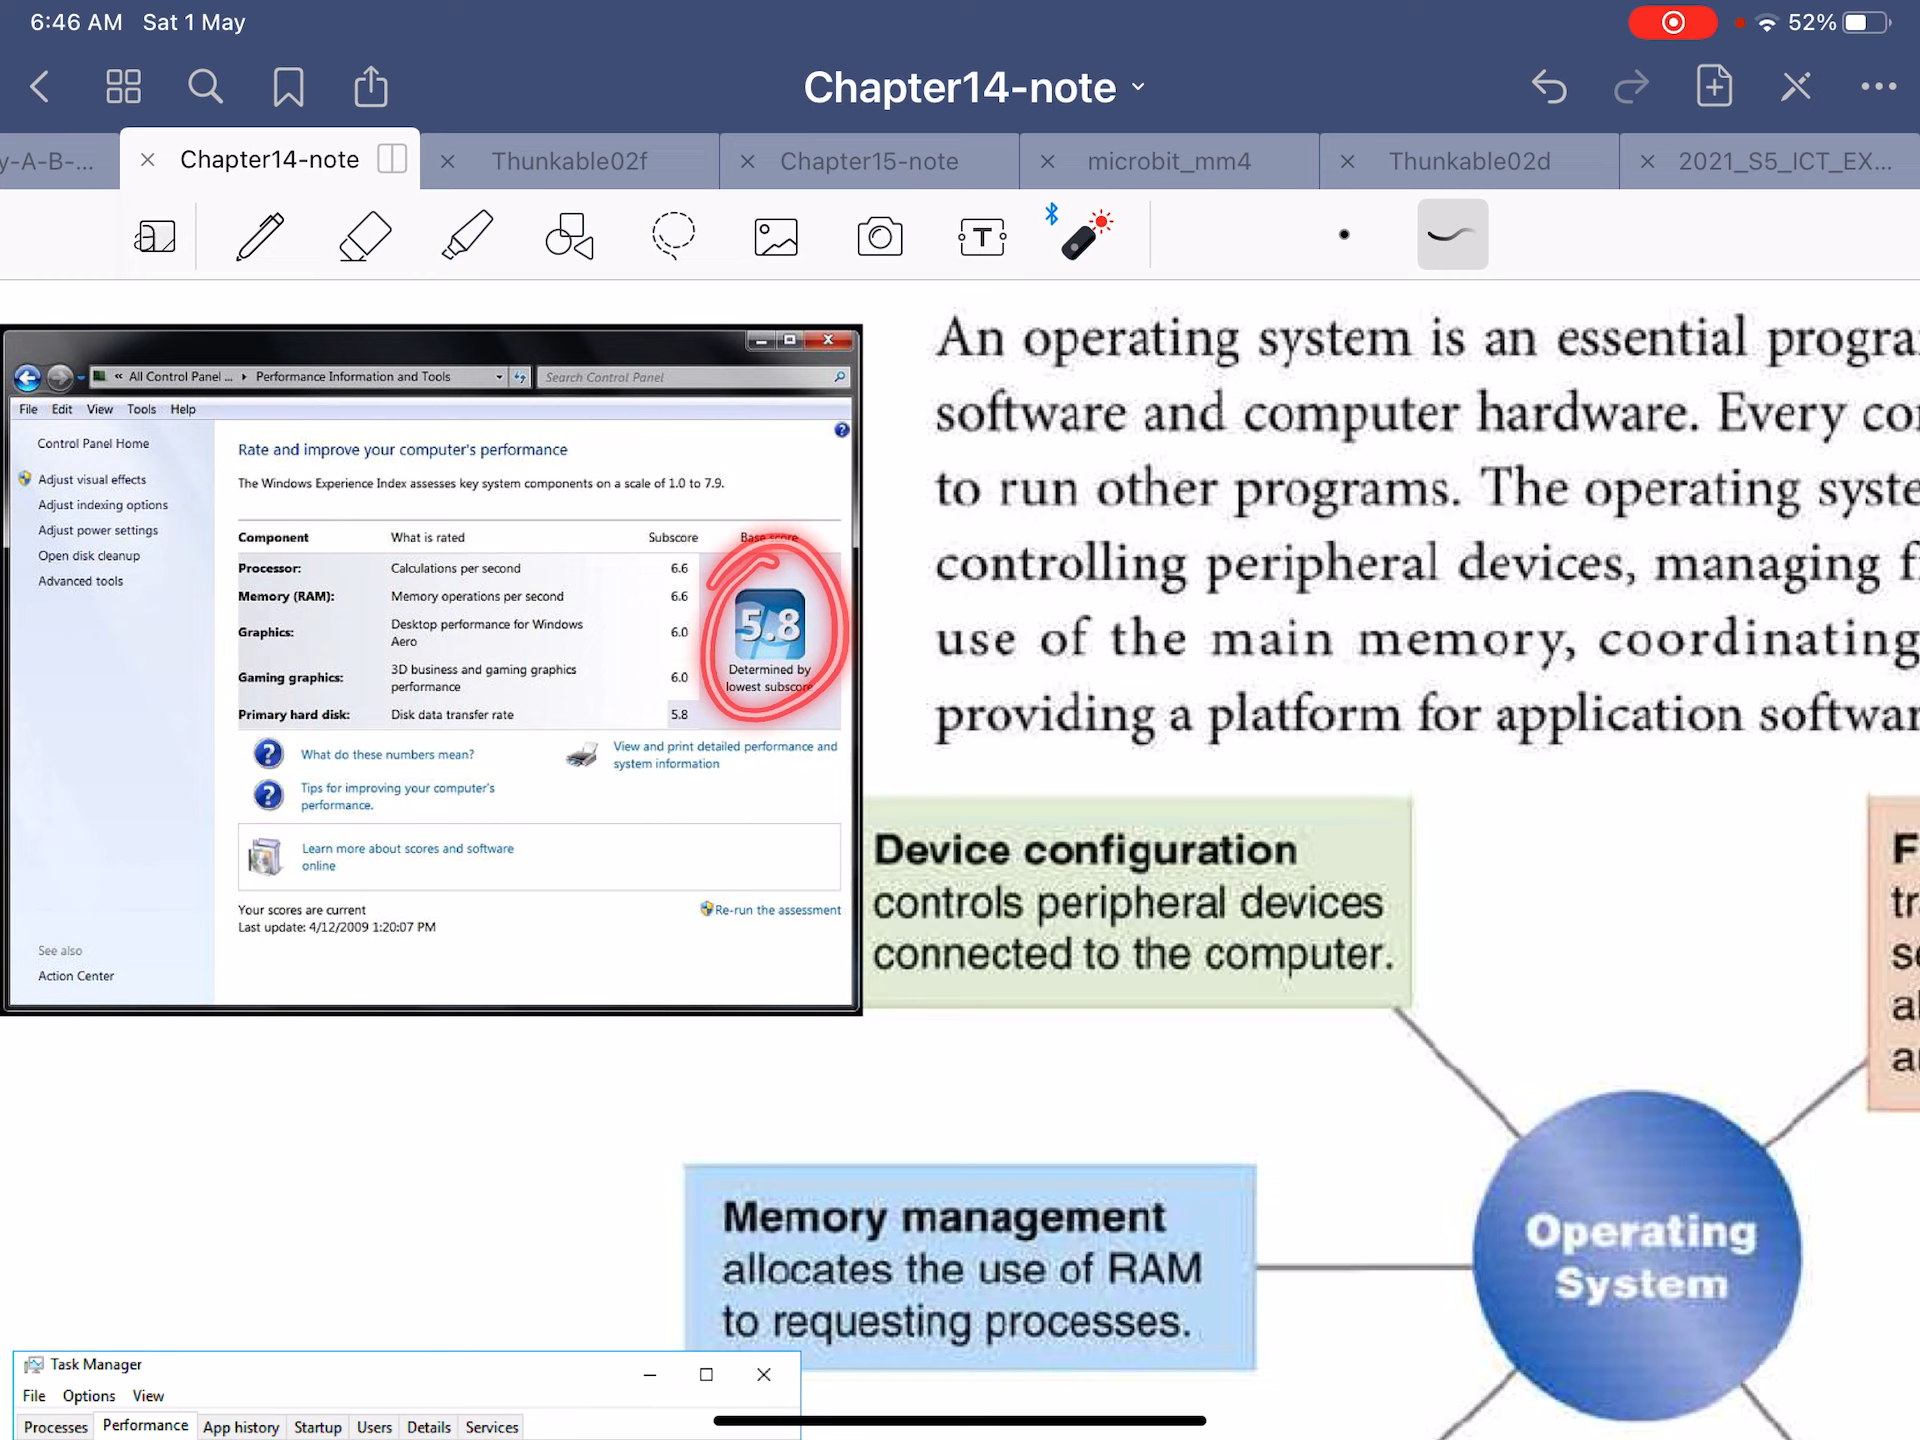 6:46 AM Sat 1 May
52%
Chapter14-note
y-A-B-...
Chapter14-note
Thunkable02f
Chapter15-note
microbit_mm4
Thunkable02d
2021_S5_ICT_EX...
« All Control Panel ... Performance Information and Tools
Search Control Panel
File Edit View Tools Help
Control Panel Home
Adjust visual effects
Adjust indexing options
Adjust power settings
Open disk cleanup
Advanced tools
See also
Action Center
Rate and improve your computer's performance
The Windows Experience Index assesses key system components on a scale of 1.0 to 7.9.
Component What is rated Subscore Base score
Processor: Calculations per second 6.6
Memory (RAM): Memory operations per second 6.6
Graphics: Desktop performance for Windows
Aero 6.0
Gaming graphics: 3D business and gaming graphics
performance 6.0
Primary hard disk: Disk data transfer rate 5.8
5.8
Determined by
lowest subscore
What do these numbers mean?
View and print detailed performance and
system information
Tips for improving your computer's
performance.
Learn more about scores and software
online
Your scores are current
Last update: 4/12/2009 1:20:07 PM
Re-run the assessment
An operating system is an essential progra
software and computer hardware. Every co
to run other programs. The operating syste
controlling peripheral devices, managing f
use of the main memory, coordinating
providing a platform for application softwar
Device configuration
controls peripheral devices
connected to the computer.
F
tr
se
al
a
Memory management
allocates the use of RAM
to requesting processes.
Operating
System
Task Manager
File Options View
Processes Performance App history Startup Users Details Services